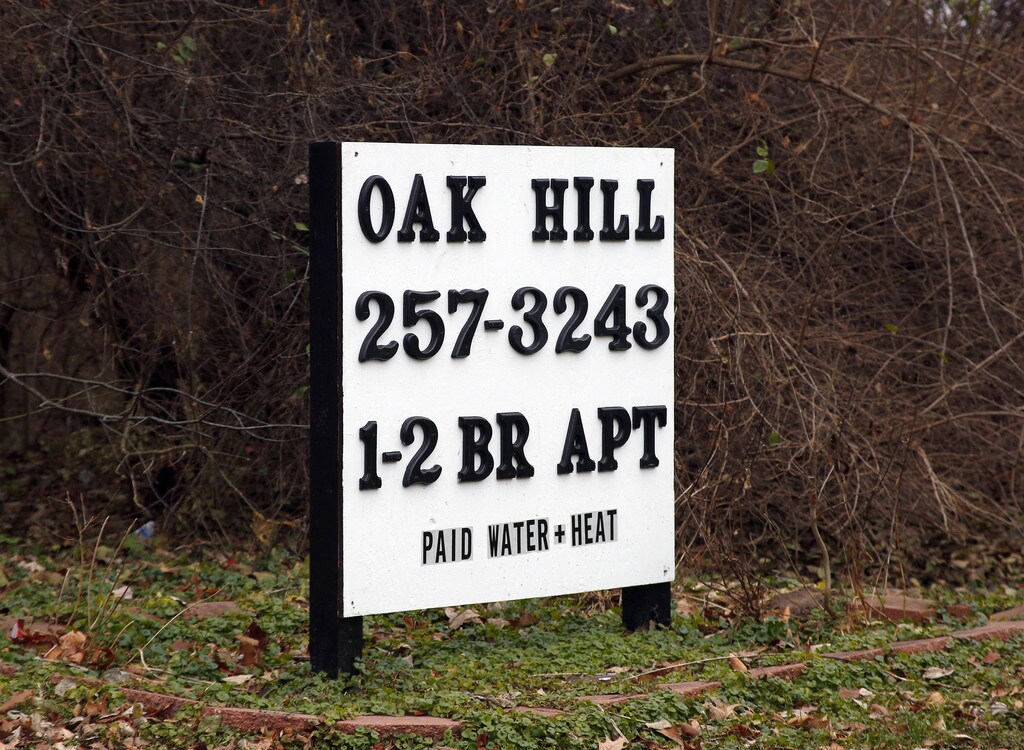 OAK HILL
257-3243
1-2 BR APT
PAID WATER + HEAT